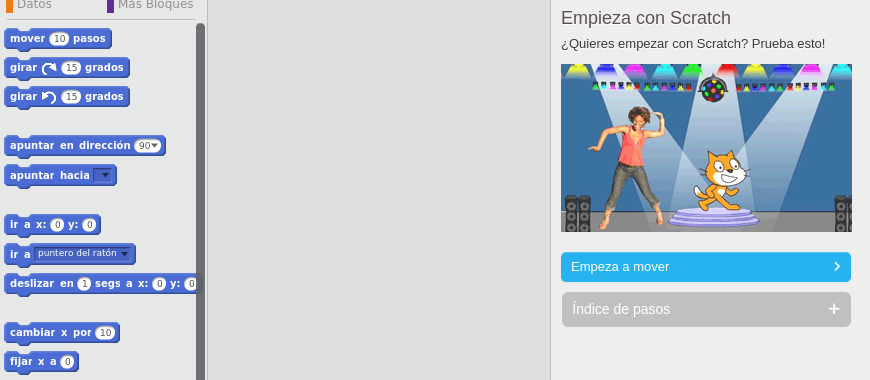 Datos
Más Bloques
mover 10 pasos
girar 15 grados
girar 15 grados
apuntar en dirección 90
apuntar hacia
ir a x: 0 y: 0
ir a puntero del ratón
deslizar en 1 segs a x: 0 y: 0
cambiar x por 10
fijar x a 0
Empieza con Scratch
¿Quieres empezar con Scratch? Prueba esto!
Empeza a mover
Índice de pasos